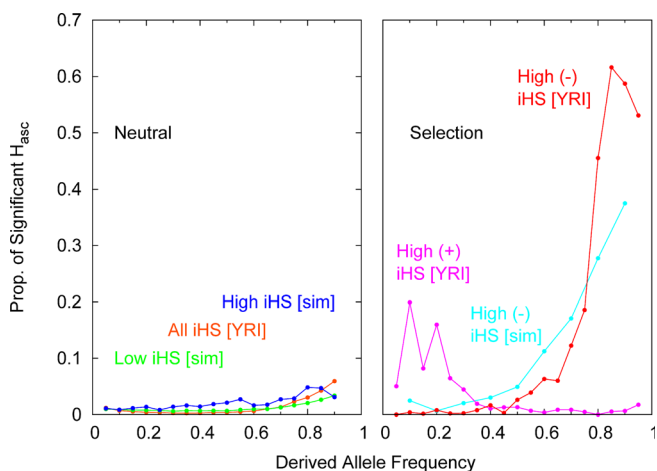 Prop. of Significant Hasc
0.7
0.6
0.5
0.4
0.3
0.2
0.1
0
Neutral
High iHS [sim]
All iHS [YRI]
Low iHS [sim]
0 0.2 0.4 0.6 0.8 1
High (-)
iHS [YRI]
Selection
High (+)
iHS [YRI]
High (-)
iHS [sim]
0 0.2 0.4 0.6 0.8 1
Derived Allele Frequency